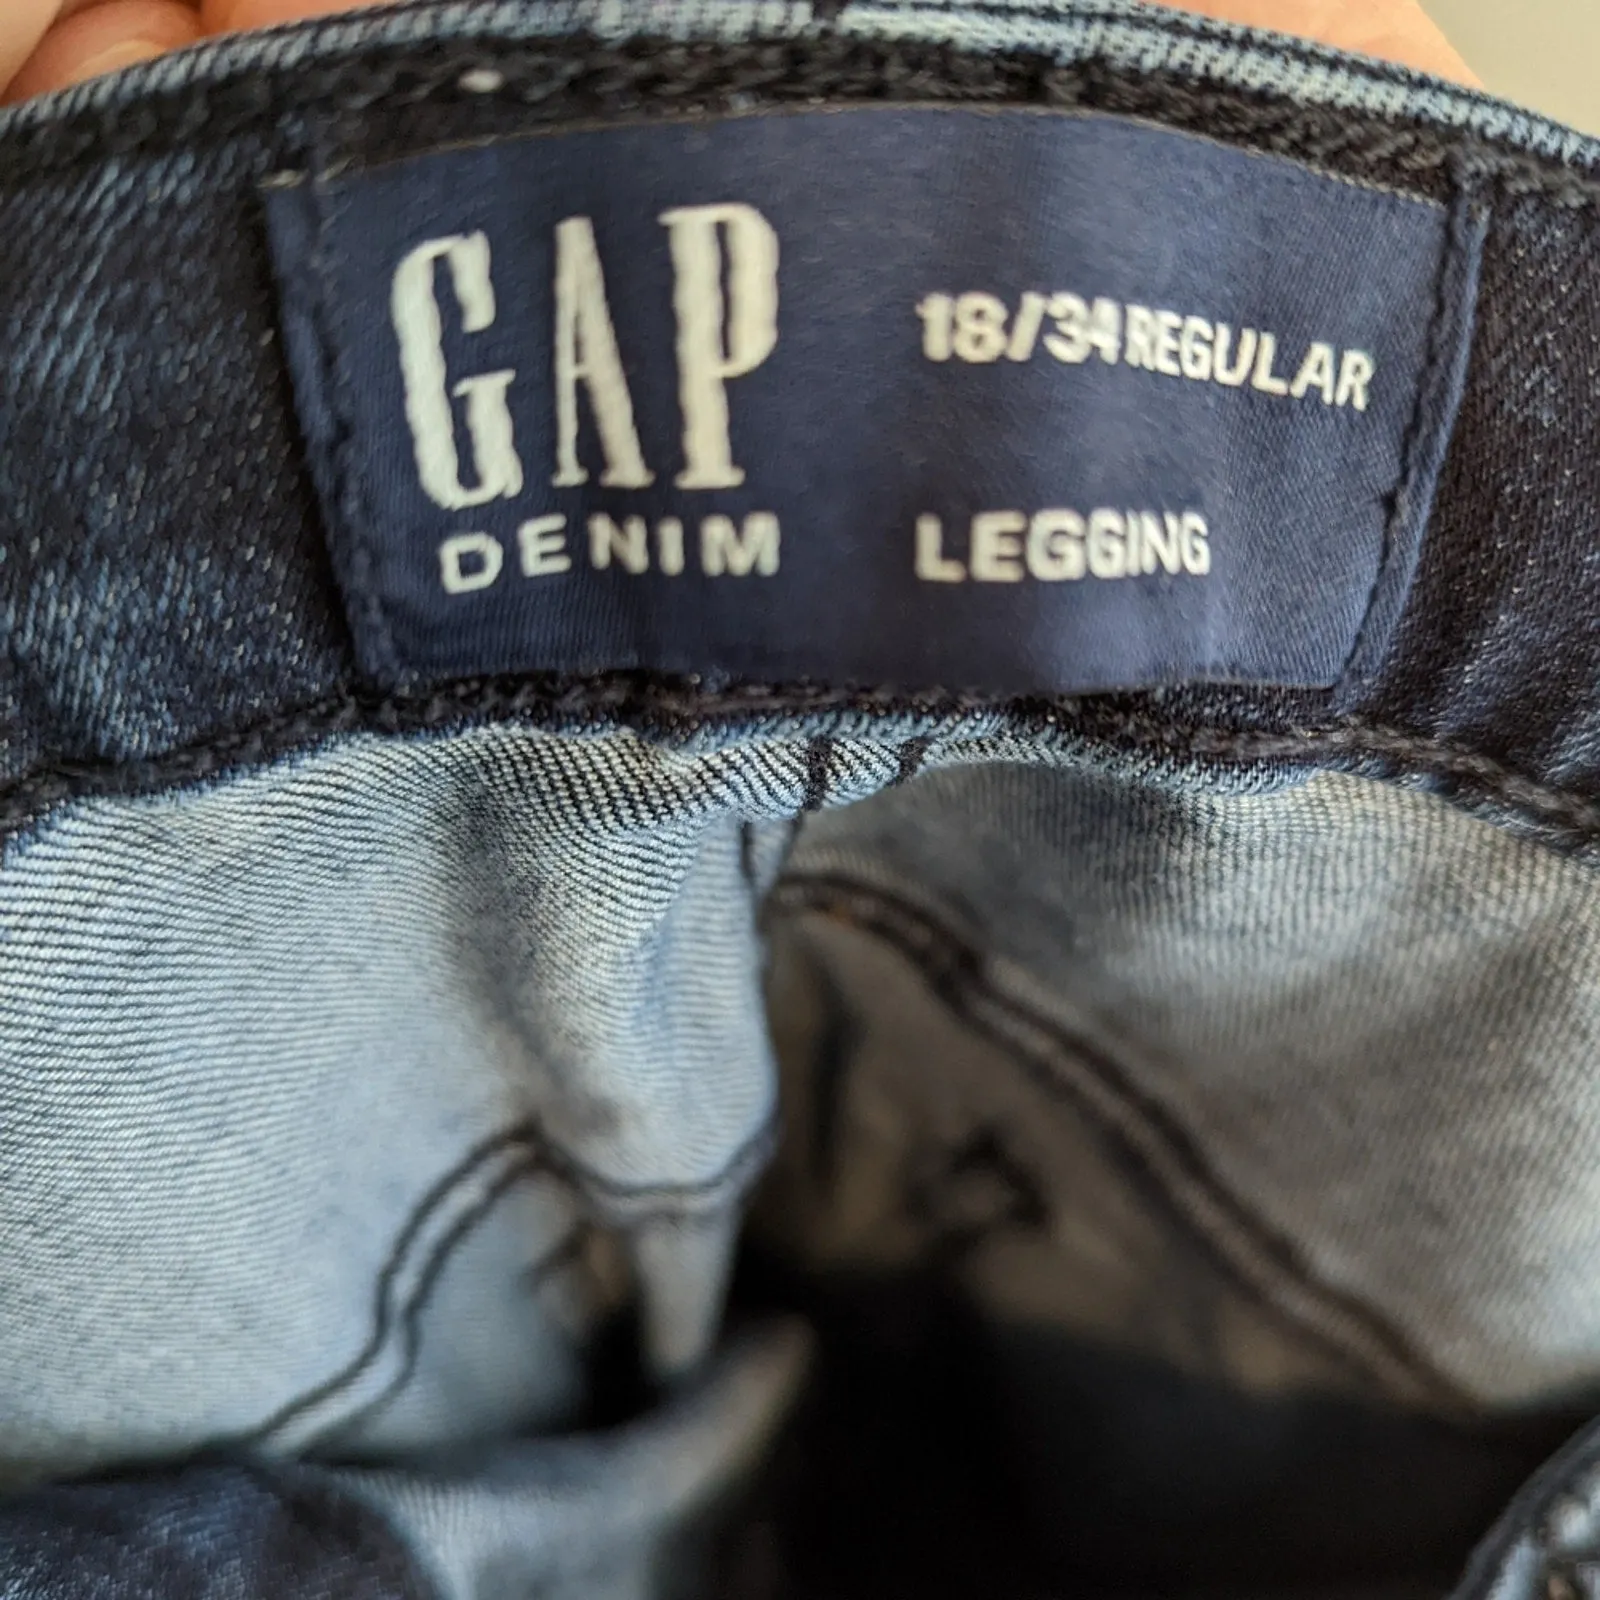 GAP
DENIM
18/34 REGULAR
LEGGING